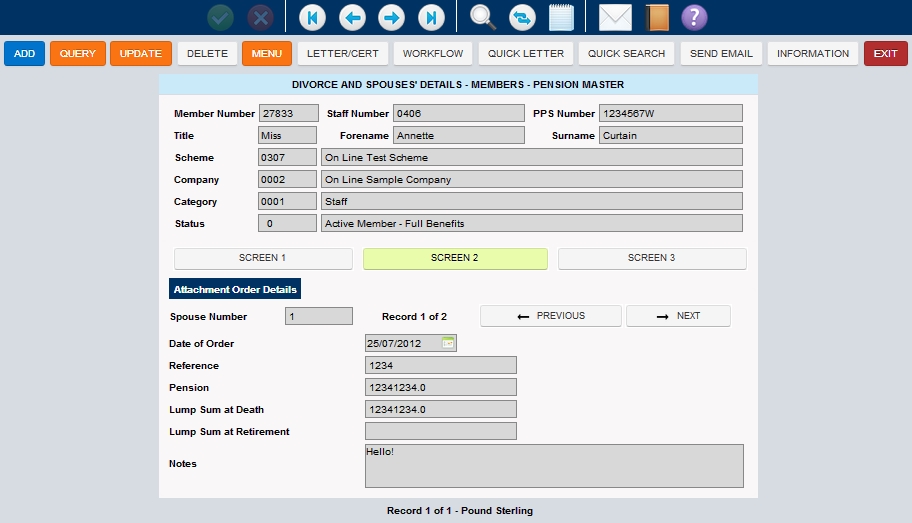 ADD QUERY UPDATE DELETE MENU LETTER/CERT WORKFLOW QUICK LETTER QUICK SEARCH SEND EMAIL INFORMATION EXIT
DIVORCE AND SPOUSES' DETAILS - MEMBERS - PENSION MASTER
Member Number 27833 Staff Number 0406 PPS Number 1234567W
Title Miss Forename Annette Surname Curtain
Scheme 0307 On Line Test Scheme
Company 0002 On Line Sample Company
Category 0001 Staff
Status 0 Active Member - Full Benefits
SCREEN 1 SCREEN 2 SCREEN 3
Attachment Order Details
Spouse Number 1 Record 1 of 2 ← PREVIOUS → NEXT
Date of Order 25/07/2012
Reference 1234
Pension 12341234.0
Lump Sum at Death 12341234.0
Lump Sum at Retirement
Notes Hello!
Record 1 of 1 - Pound Sterling